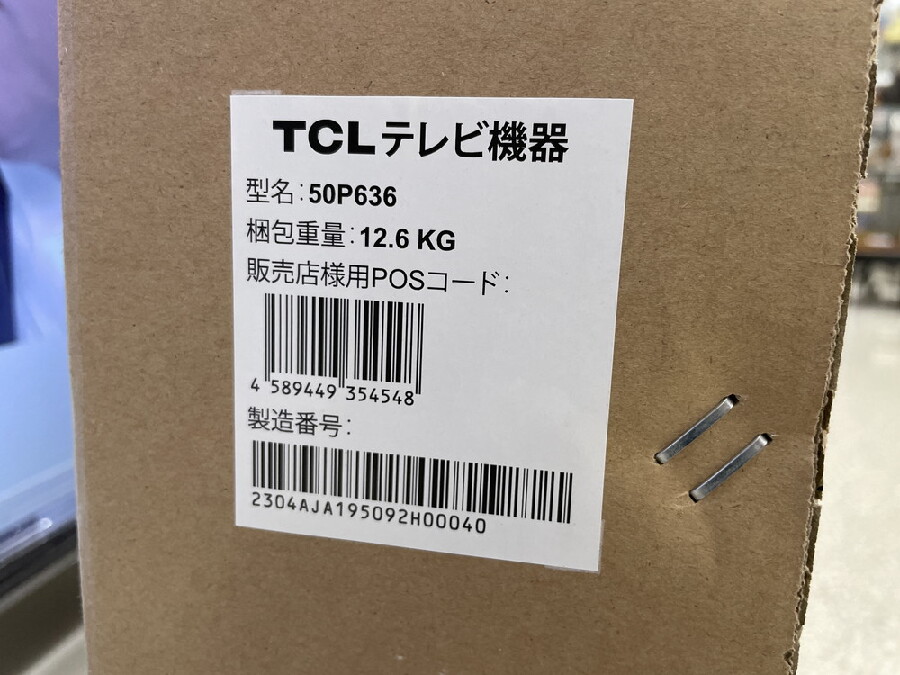 TCLテレビ機器
型名:50P636
梱包重量:12.6 KG
販売店様用POSコード:
4 589449 354548
製造番号:
2304AJA195092H00040